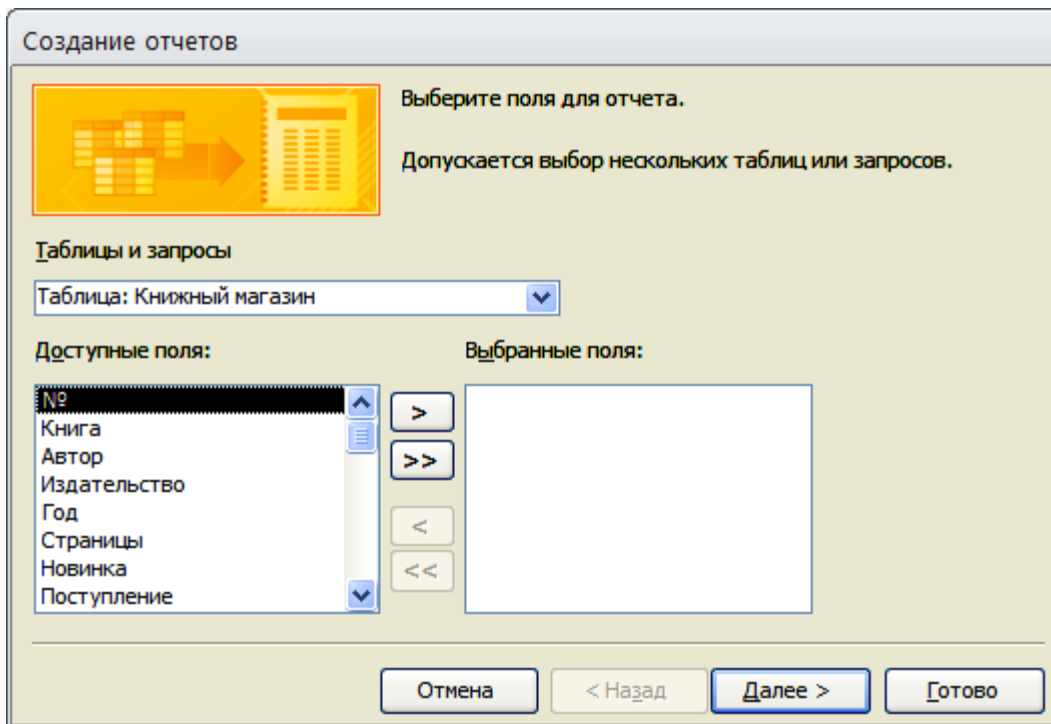 Создание отчетов
Выберите поля для отчета.
Допускается выбор нескольких таблиц или запросов.
Таблицы и запросы
Таблица: Книжный магазин
Доступные поля:
Выбранные поля:
№
Книга
Автор
Издательство
Год
Страницы
Новинка
Поступление
>
>>
<
<<
Отмена
< Назад
Далее >
Готово